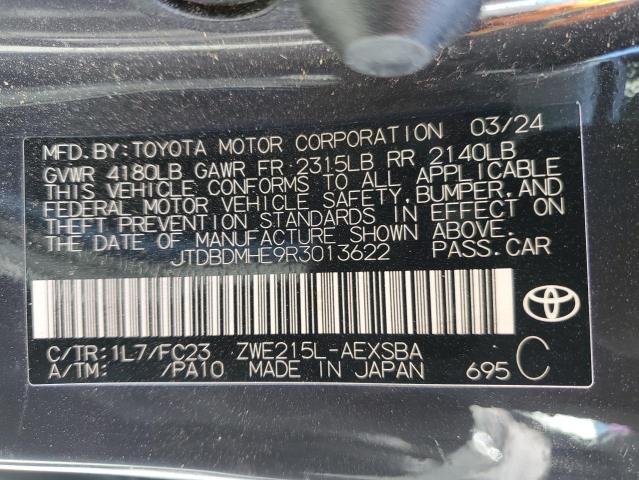 MFD.BY:TOYOTA MOTOR CORPORATION 03/24
GVWR 4180LB GAWR FR 2315LB RR 2140LB
THIS VEHICLE CONFORMS TO ALL APPLICABLE
FEDERAL MOTOR VEHICLE SAFETY,BUMPER,AND
THEFT PREVENTION STANDARDS IN EFFECT ON
THE DATE OF MANUFACTURE SHOWN ABOVE.
JTDBDMHE9R3013622 PASS.CAR
C/TR:1L7/FC23 ZWE215L-AEXSBA
A/TM: /PA10 MADE IN JAPAN 695 C